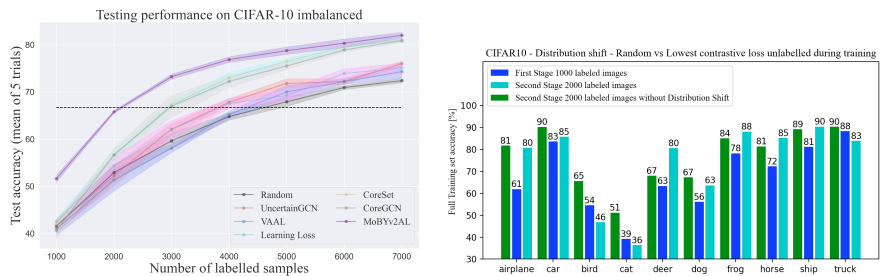 Testing performance on CIFAR-10 imbalanced
Test accuracy (mean of 5 trials)
80
70
60
50
40
Random
UncertainGCN
VAAL
Learning Loss
CoreSet
CoreGCN
MoBYv2AL
1000 2000 3000 4000 5000 6000 7000
Number of labelled samples
CIFAR10 - Distribution shift - Random vs Lowest contrastive loss unlabelled during training
First Stage 1000 labeled images
Second Stage 2000 labeled images
Second Stage 2000 labeled images without Distribution Shift
Full Training set accuracy [%]
100
90
80
70
60
50
40
30
81 61 80
90 83 85
65 54 46
51 39 36
67 63 80
67 56 63
84 78 88
81 72 85
89 81 90
90 88 83
airplane car bird cat deer dog frog horse ship truck